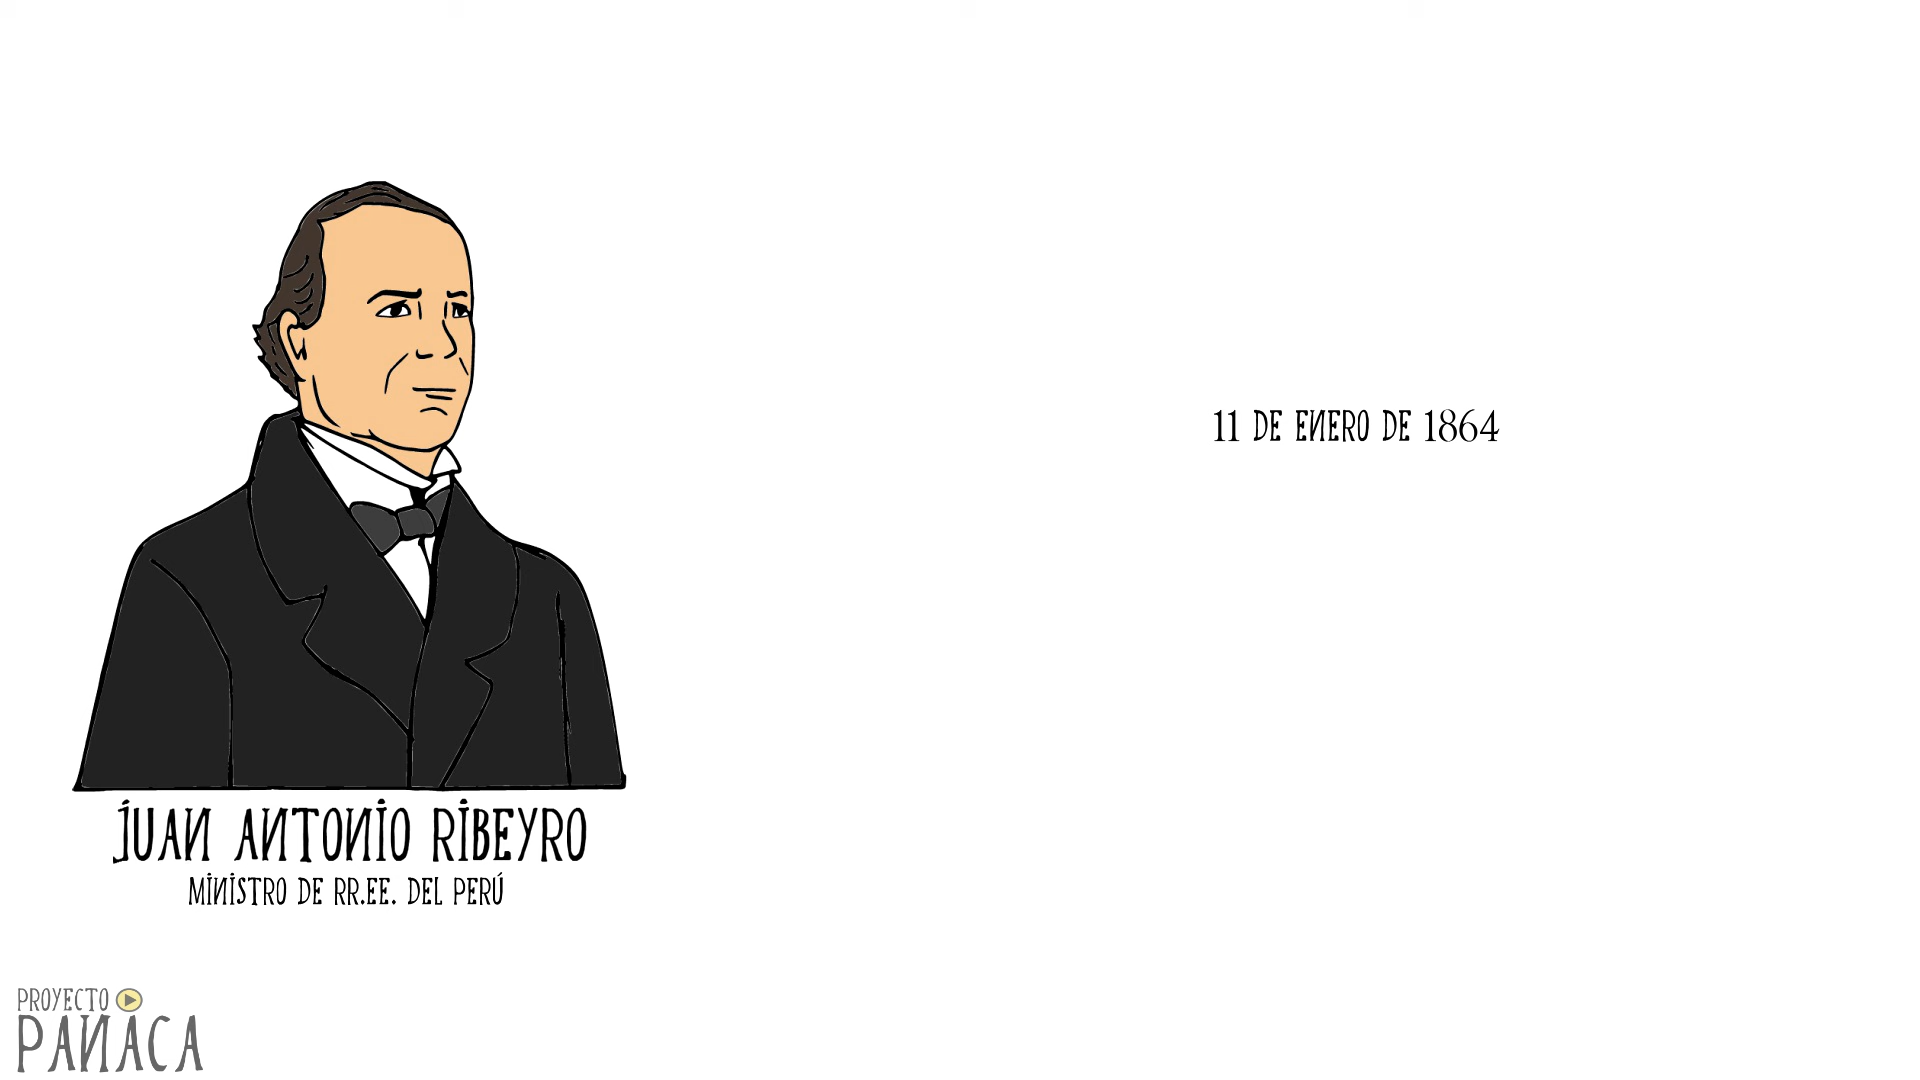 11 DE ENERO DE 1864
JUAN ANTONIO RIBEYRO
MINISTRO DE RR.EE. DEL PERÚ
PROYECTO
PANACA